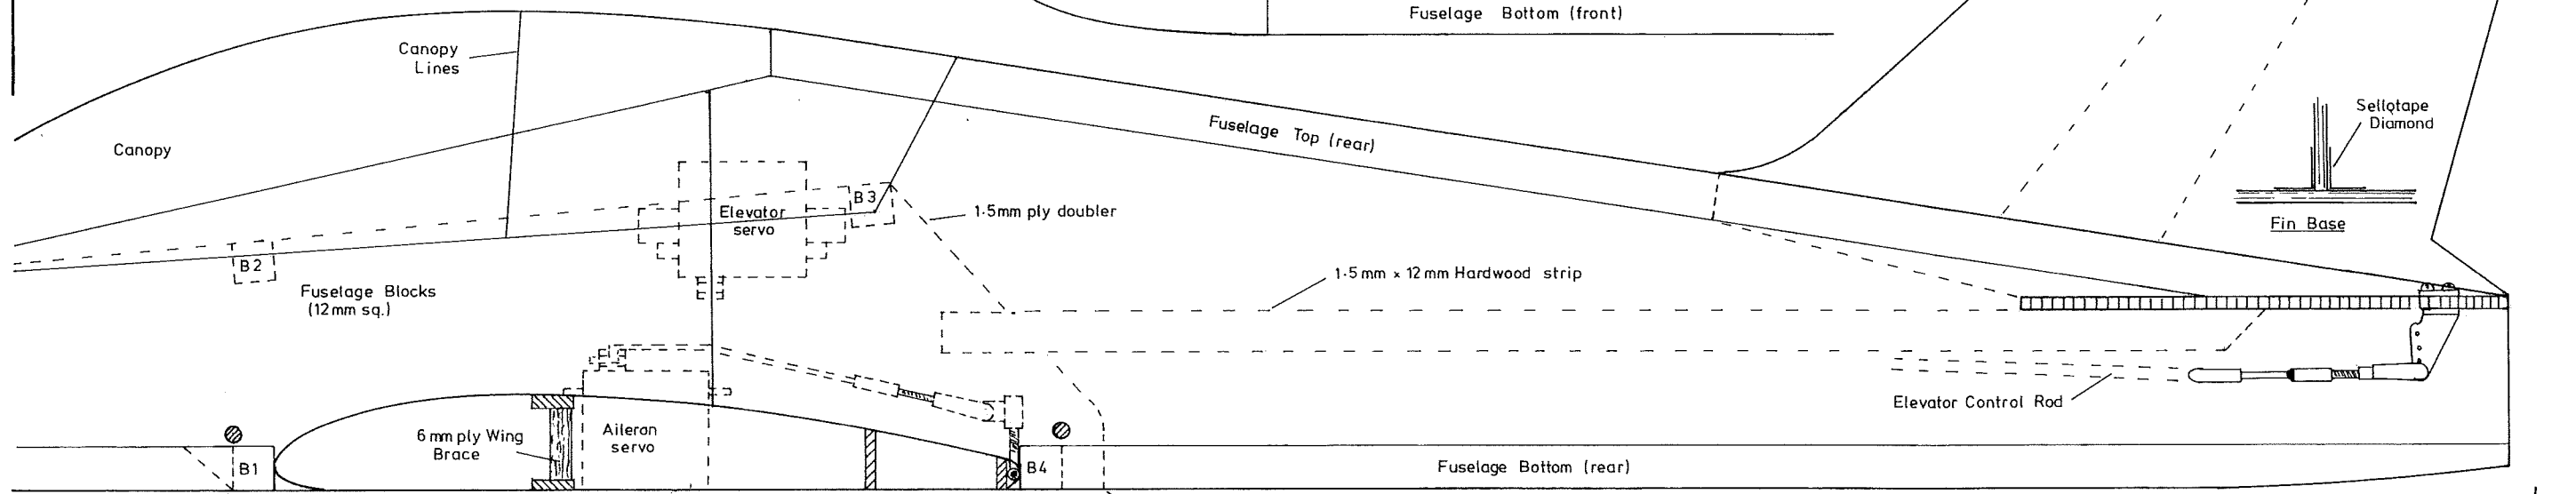 Fuselage Bottom (front)
Canopy
Lines
Canopy
Fuselage Top (rear)
Sellotape
Diamond
Fin Base
B3
Elevator
servo
1·5mm ply doubler
B2
Fuselage Blocks
(12mm sq.)
1·5mm x 12mm Hardwood strip
Elevator Control Rod
6mm ply Wing
Brace
Aileron
servo
B1
B4
Fuselage Bottom (rear)